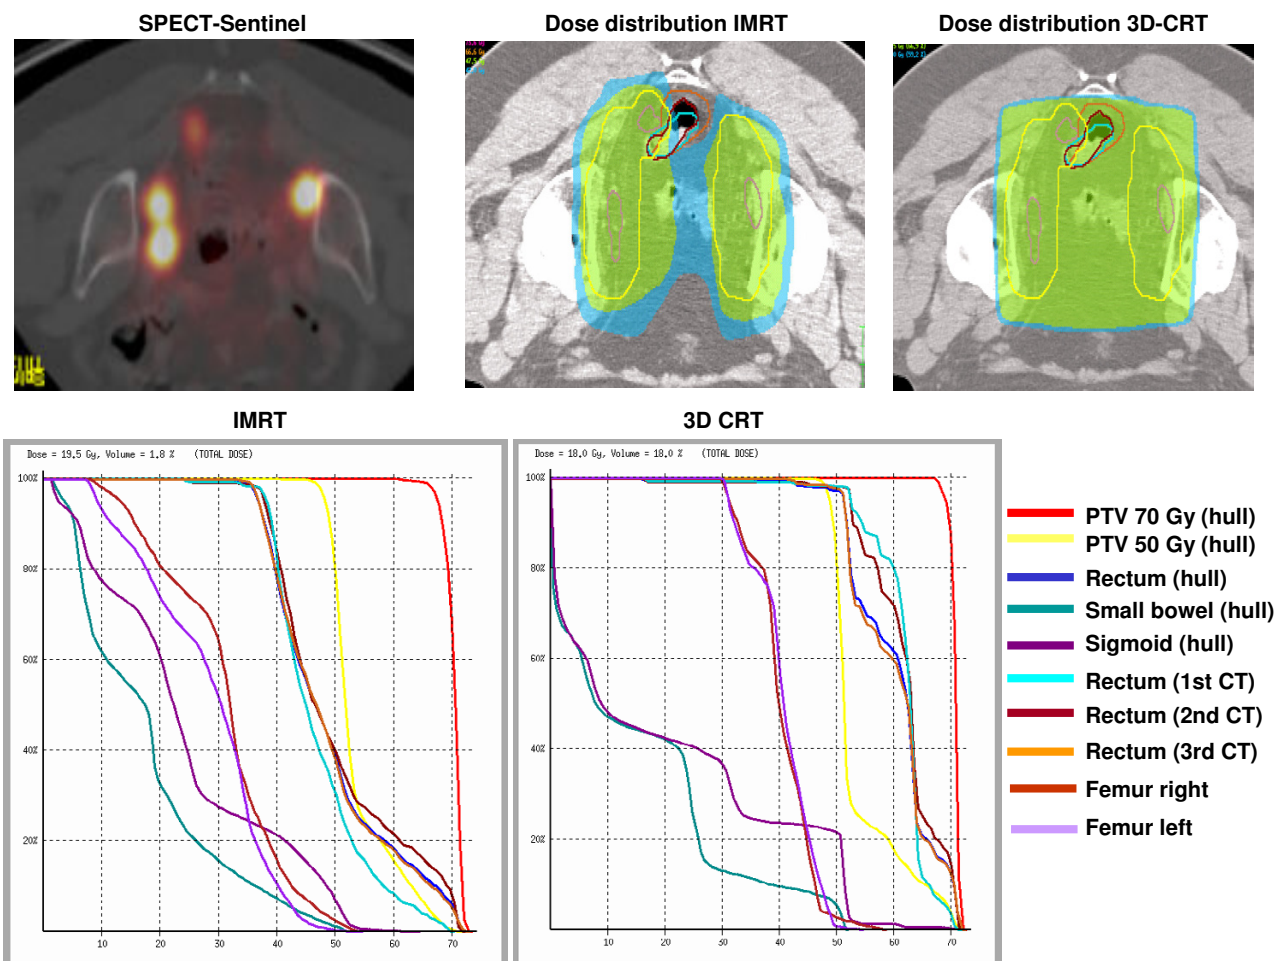 SPECT-Sentinel
Dose distribution IMRT
Dose distribution 3D-CRT
IMRT
3D CRT
Dose = 19.5 Gy, Volume = 1.8 % (TOTAL DOSE)
100%
80%
60%
40%
20%
10 20 30 40 50 60 70
Dose = 18.0 Gy, Volume = 18.0 % (TOTAL DOSE)
100%
80%
60%
40%
20%
10 20 30 40 50 60 70
PTV 70 Gy (hull)
PTV 50 Gy (hull)
Rectum (hull)
Small bowel (hull)
Sigmoid (hull)
Rectum (1st CT)
Rectum (2nd CT)
Rectum (3rd CT)
Femur right
Femur left